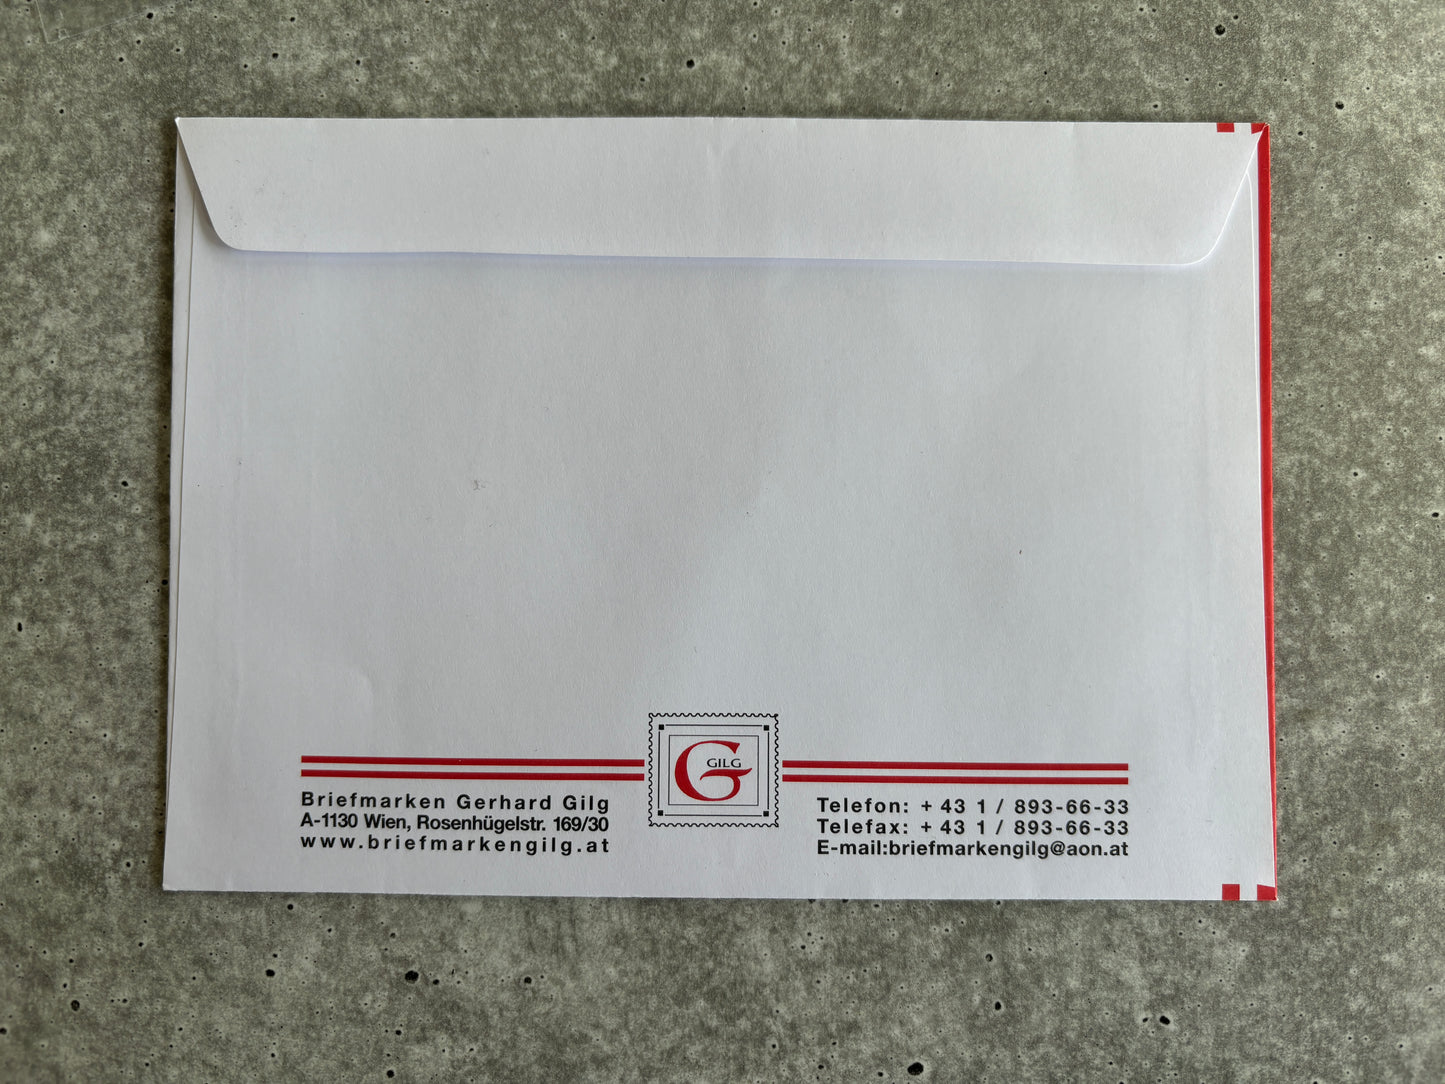 G GILG
Briefmarken Gerhard Gilg
A-1130 Wien, Rosenhügelstr. 169/30
www.briefmarkengilg.at
Telefon: + 43 1 / 893-66-33
Telefax: + 43 1 / 893-66-33
E-mail:briefmarkengilg@aon.at